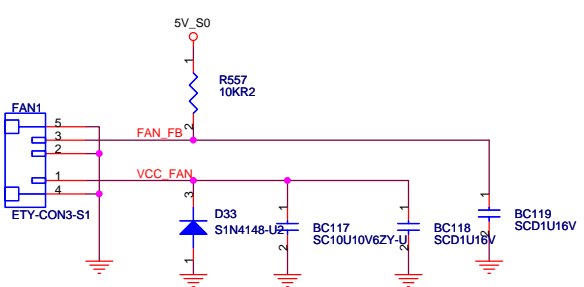 5V_S0
1
R557
10KR2
2
FAN1
5
3
FAN_FB
2
1
VCC_FAN
4
ETY-CON3-S1
3
D33
S1N4148-U2
1
1
BC117
SC10U10V6ZY-U
2
1
BC118
SCD1U16V
2
1
BC119
SCD1U16V
2